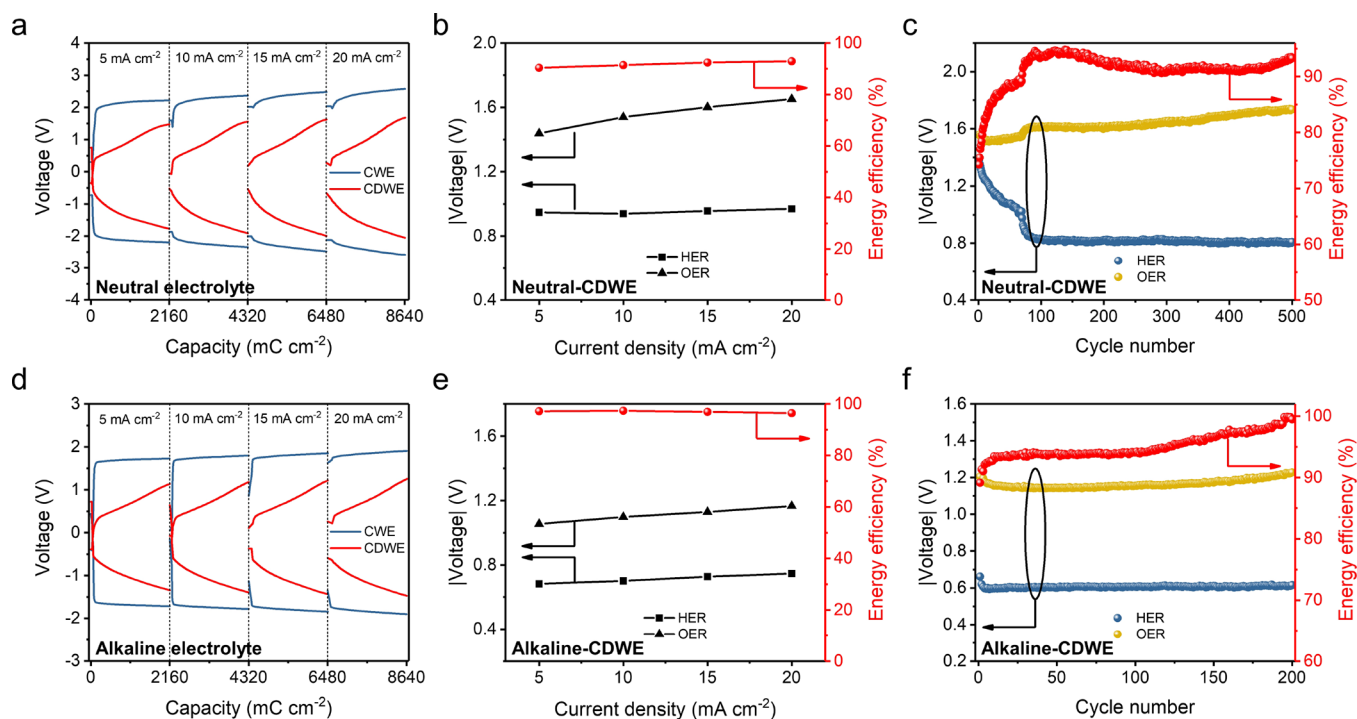 a
5 mA cm⁻²
10 mA cm⁻²
15 mA cm⁻²
20 mA cm⁻²
4
3
2
1
0
-1
-2
-3
-4
Voltage (V)
CWE
CDWE
Neutral electrolyte
0
2160
4320
6480
8640
Capacity (mC cm⁻²)
b
2.0
1.6
1.2
0.8
0.4
|Voltage| (V)
100
80
60
40
20
0
Energy efficiency (%)
HER
OER
Neutral-CDWE
5
10
15
20
Current density (mA cm⁻²)
c
2.0
1.6
1.2
0.8
0.4
|Voltage| (V)
90
80
70
60
50
Energy efficiency (%)
HER
OER
Neutral-CDWE
0
100
200
300
400
500
Cycle number
d
5 mA cm⁻²
10 mA cm⁻²
15 mA cm⁻²
20 mA cm⁻²
3
2
1
0
-1
-2
-3
Voltage (V)
CWE
CDWE
Alkaline electrolyte
0
2160
4320
6480
8640
Capacity (mC cm⁻²)
e
1.6
1.2
0.8
0.4
|Voltage| (V)
100
80
60
40
20
0
Energy efficiency (%)
HER
OER
Alkaline-CDWE
5
10
15
20
Current density (mA cm⁻²)
f
1.6
1.4
1.2
1.0
0.8
0.6
0.4
0.2
|Voltage| (V)
100
90
80
70
60
Energy efficiency (%)
HER
OER
Alkaline-CDWE
0
50
100
150
200
Cycle number